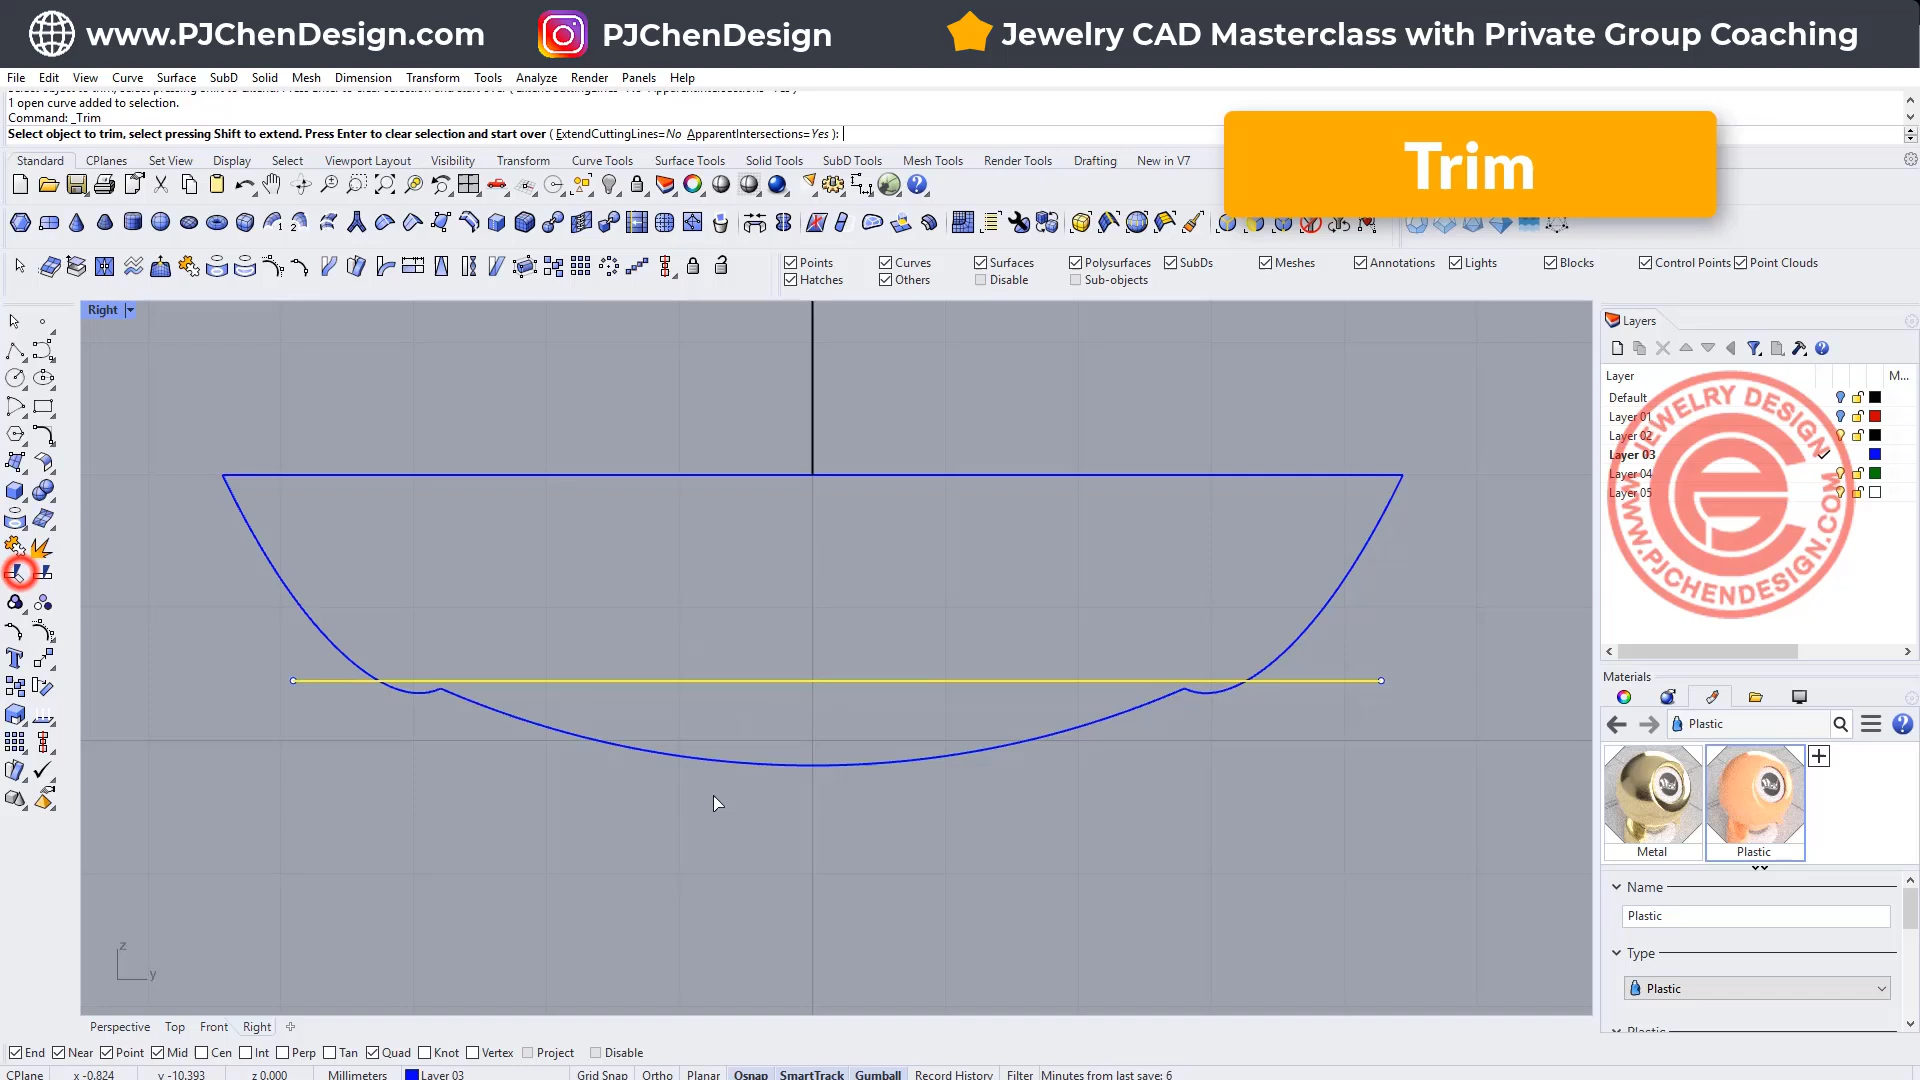 www.PJChenDesign.com PJChenDesign Jewelry CAD Masterclass with Private Group Coaching
File Edit View Curve Surface SubD Solid Mesh Dimension Transform Tools Analyze Render Panels Help
1 open curve added to selection.
Command: _Trim
Select object to trim, select pressing Shift to extend. Press Enter to clear selection and start over ( ExtendCuttingLines=No ApparentIntersections=Yes ):
Trim
Standard CPlanes Set View Display Select Viewport Layout Visibility Transform Curve Tools Surface Tools Solid Tools SubD Tools Mesh Tools Render Tools Drafting New in V7
Points Curves Surfaces Polysurfaces SubDs Meshes Annotations Lights Blocks Control Points Point Clouds
Hatches Others Disable Sub-objects
Right
Layers
Layer M...
Default
Layer 01
Layer 02
Layer 03
Layer 04
Layer 05
JEWELRY DESIGN
WWW.PJCHENDESIGN.COM
Materials
Plastic
Metal Plastic
Name
Plastic
Type
Plastic
z
y
Perspective Top Front Right
End Near Point Mid Cen Int Perp Tan Quad Knot Vertex Project Disable
CPlane x -0.824 y -10.393 z 0.000 Millimeters Layer 03 Grid Snap Ortho Planar Osnap SmartTrack Gumball Record History Filter Minutes from last save: 6